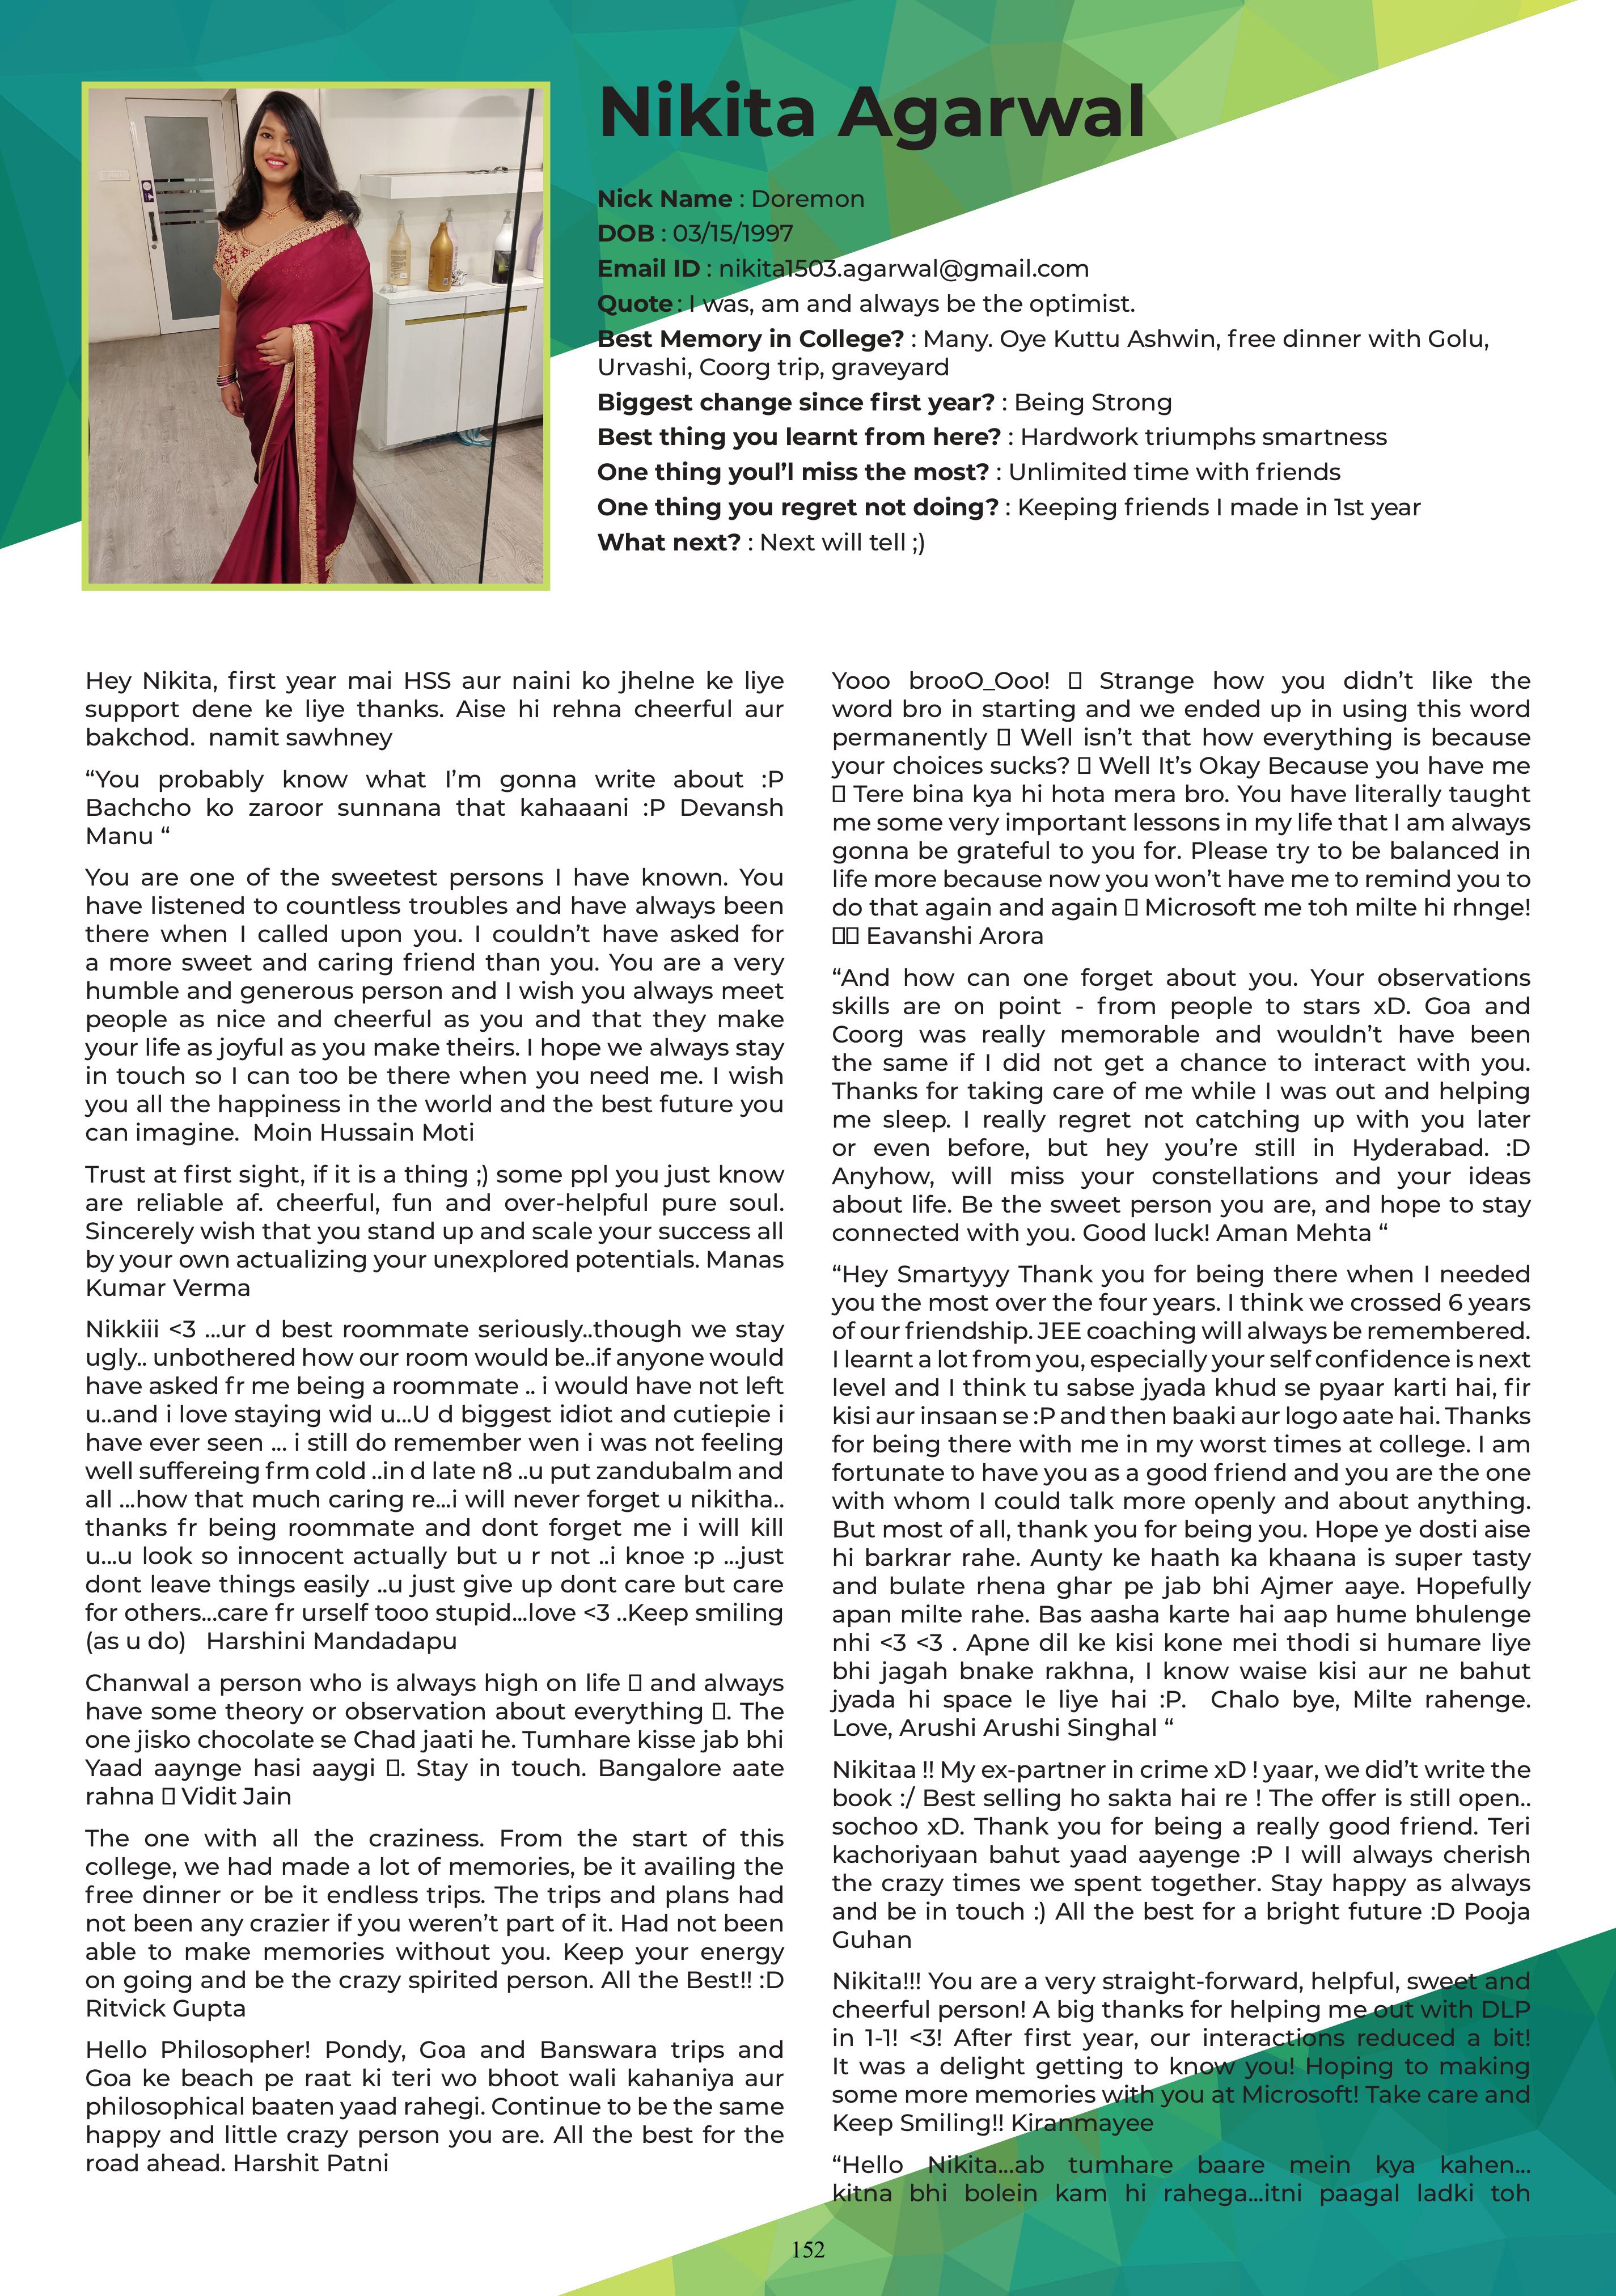 Nikita Agarwal
Nick Name : Doremon
DOB : 03/15/1997
Email ID : nikita1503.agarwal@gmail.com
Quote : I was, am and always be the optimist.
Best Memory in College? : Many. Oye Kuttu Ashwin, free dinner with Golu,
Urvashi, Coorg trip, graveyard
Biggest change since first year? : Being Strong
Best thing you learnt from here? : Hardwork triumphs smartness
One thing youl’l miss the most? : Unlimited time with friends
One thing you regret not doing? : Keeping friends I made in 1st year
What next? : Next will tell ;)
Hey Nikita, first year mai HSS aur naini ko jhelne ke liye
support dene ke liye thanks. Aise hi rehna cheerful aur
bakchod.  namit sawhney
“You probably know what I’m gonna write about :P
Bachcho ko zaroor sunnana that kahaaani :P Devansh
Manu “
You are one of the sweetest persons I have known. You
have listened to countless troubles and have always been
there when I called upon you. I couldn’t have asked for
a more sweet and caring friend than you. You are a very
humble and generous person and I wish you always meet
people as nice and cheerful as you and that they make
your life as joyful as you make theirs. I hope we always stay
in touch so I can too be there when you need me. I wish
you all the happiness in the world and the best future you
can imagine.  Moin Hussain Moti
Trust at first sight, if it is a thing ;) some ppl you just know
are reliable af. cheerful, fun and over-helpful pure soul.
Sincerely wish that you stand up and scale your success all
by your own actualizing your unexplored potentials. Manas
Kumar Verma
Nikkiii <3 ...ur d best roommate seriously..though we stay
ugly.. unbothered how our room would be..if anyone would
have asked fr me being a roommate .. i would have not left
u..and i love staying wid u...U d biggest idiot and cutiepie i
have ever seen ... i still do remember wen i was not feeling
well suffereing frm cold ..in d late n8 ..u put zandubalm and
all ...how that much caring re...i will never forget u nikitha..
thanks fr being roommate and dont forget me i will kill
u...u look so innocent actually but u r not ..i knoe :p ...just
dont leave things easily ..u just give up dont care but care
for others...care fr urself tooo stupid...love <3 ..Keep smiling
(as u do)   Harshini Mandadapu
Chanwal a person who is always high on life ▯ and always
have some theory or observation about everything ▯. The
one jisko chocolate se Chad jaati he. Tumhare kisse jab bhi
Yaad aaynge hasi aaygi ▯. Stay in touch. Bangalore aate
rahna ▯ Vidit Jain
The one with all the craziness. From the start of this
college, we had made a lot of memories, be it availing the
free dinner or be it endless trips. The trips and plans had
not been any crazier if you weren’t part of it. Had not been
able to make memories without you. Keep your energy
on going and be the crazy spirited person. All the Best!! :D
Ritvick Gupta
Hello Philosopher! Pondy, Goa and Banswara trips and
Goa ke beach pe raat ki teri wo bhoot wali kahaniya aur
philosophical baaten yaad rahegi. Continue to be the same
happy and little crazy person you are. All the best for the
road ahead. Harshit Patni
Yooo brooO_Ooo! ▯ Strange how you didn’t like the
word bro in starting and we ended up in using this word
permanently ▯ Well isn’t that how everything is because
your choices sucks? ▯ Well It’s Okay Because you have me
▯ Tere bina kya hi hota mera bro. You have literally taught
me some very important lessons in my life that I am always
gonna be grateful to you for. Please try to be balanced in
life more because now you won’t have me to remind you to
do that again and again ▯ Microsoft me toh milte hi rhnge!
▯▯ Eavanshi Arora
“And how can one forget about you. Your observations
skills are on point - from people to stars xD. Goa and
Coorg was really memorable and wouldn’t have been
the same if I did not get a chance to interact with you.
Thanks for taking care of me while I was out and helping
me sleep. I really regret not catching up with you later
or even before, but hey you’re still in Hyderabad. :D
Anyhow, will miss your constellations and your ideas
about life. Be the sweet person you are, and hope to stay
connected with you. Good luck! Aman Mehta “
“Hey Smartyyy Thank you for being there when I needed
you the most over the four years. I think we crossed 6 years
of our friendship. JEE coaching will always be remembered.
I learnt a lot from you, especially your self confidence is next
level and I think tu sabse jyada khud se pyaar karti hai, fir
kisi aur insaan se :P and then baaki aur logo aate hai. Thanks
for being there with me in my worst times at college. I am
fortunate to have you as a good friend and you are the one
with whom I could talk more openly and about anything.
But most of all, thank you for being you. Hope ye dosti aise
hi barkrar rahe. Aunty ke haath ka khaana is super tasty
and bulate rhena ghar pe jab bhi Ajmer aaye. Hopefully
apan milte rahe. Bas aasha karte hai aap hume bhulenge
nhi <3 <3 . Apne dil ke kisi kone mei thodi si humare liye
bhi jagah bnake rakhna, I know waise kisi aur ne bahut
jyada hi space le liye hai :P.  Chalo bye, Milte rahenge.
Love, Arushi Arushi Singhal “
Nikitaa !! My ex-partner in crime xD ! yaar, we did’t write the
book :/ Best selling ho sakta hai re ! The offer is still open..
sochoo xD. Thank you for being a really good friend. Teri
kachoriyaan bahut yaad aayenge :P I will always cherish
the crazy times we spent together. Stay happy as always
and be in touch :) All the best for a bright future :D Pooja
Guhan
Nikita!!! You are a very straight-forward, helpful, sweet and
cheerful person! A big thanks for helping me out with DLP
in 1-1! <3! After first year, our interactions reduced a bit!
It was a delight getting to know you! Hoping to making
some more memories with you at Microsoft! Take care and
Keep Smiling!! Kiranmayee
“Hello Nikita...ab tumhare baare mein kya kahen...
kitna bhi bolein kam hi rahega...itni paagal ladki toh
152